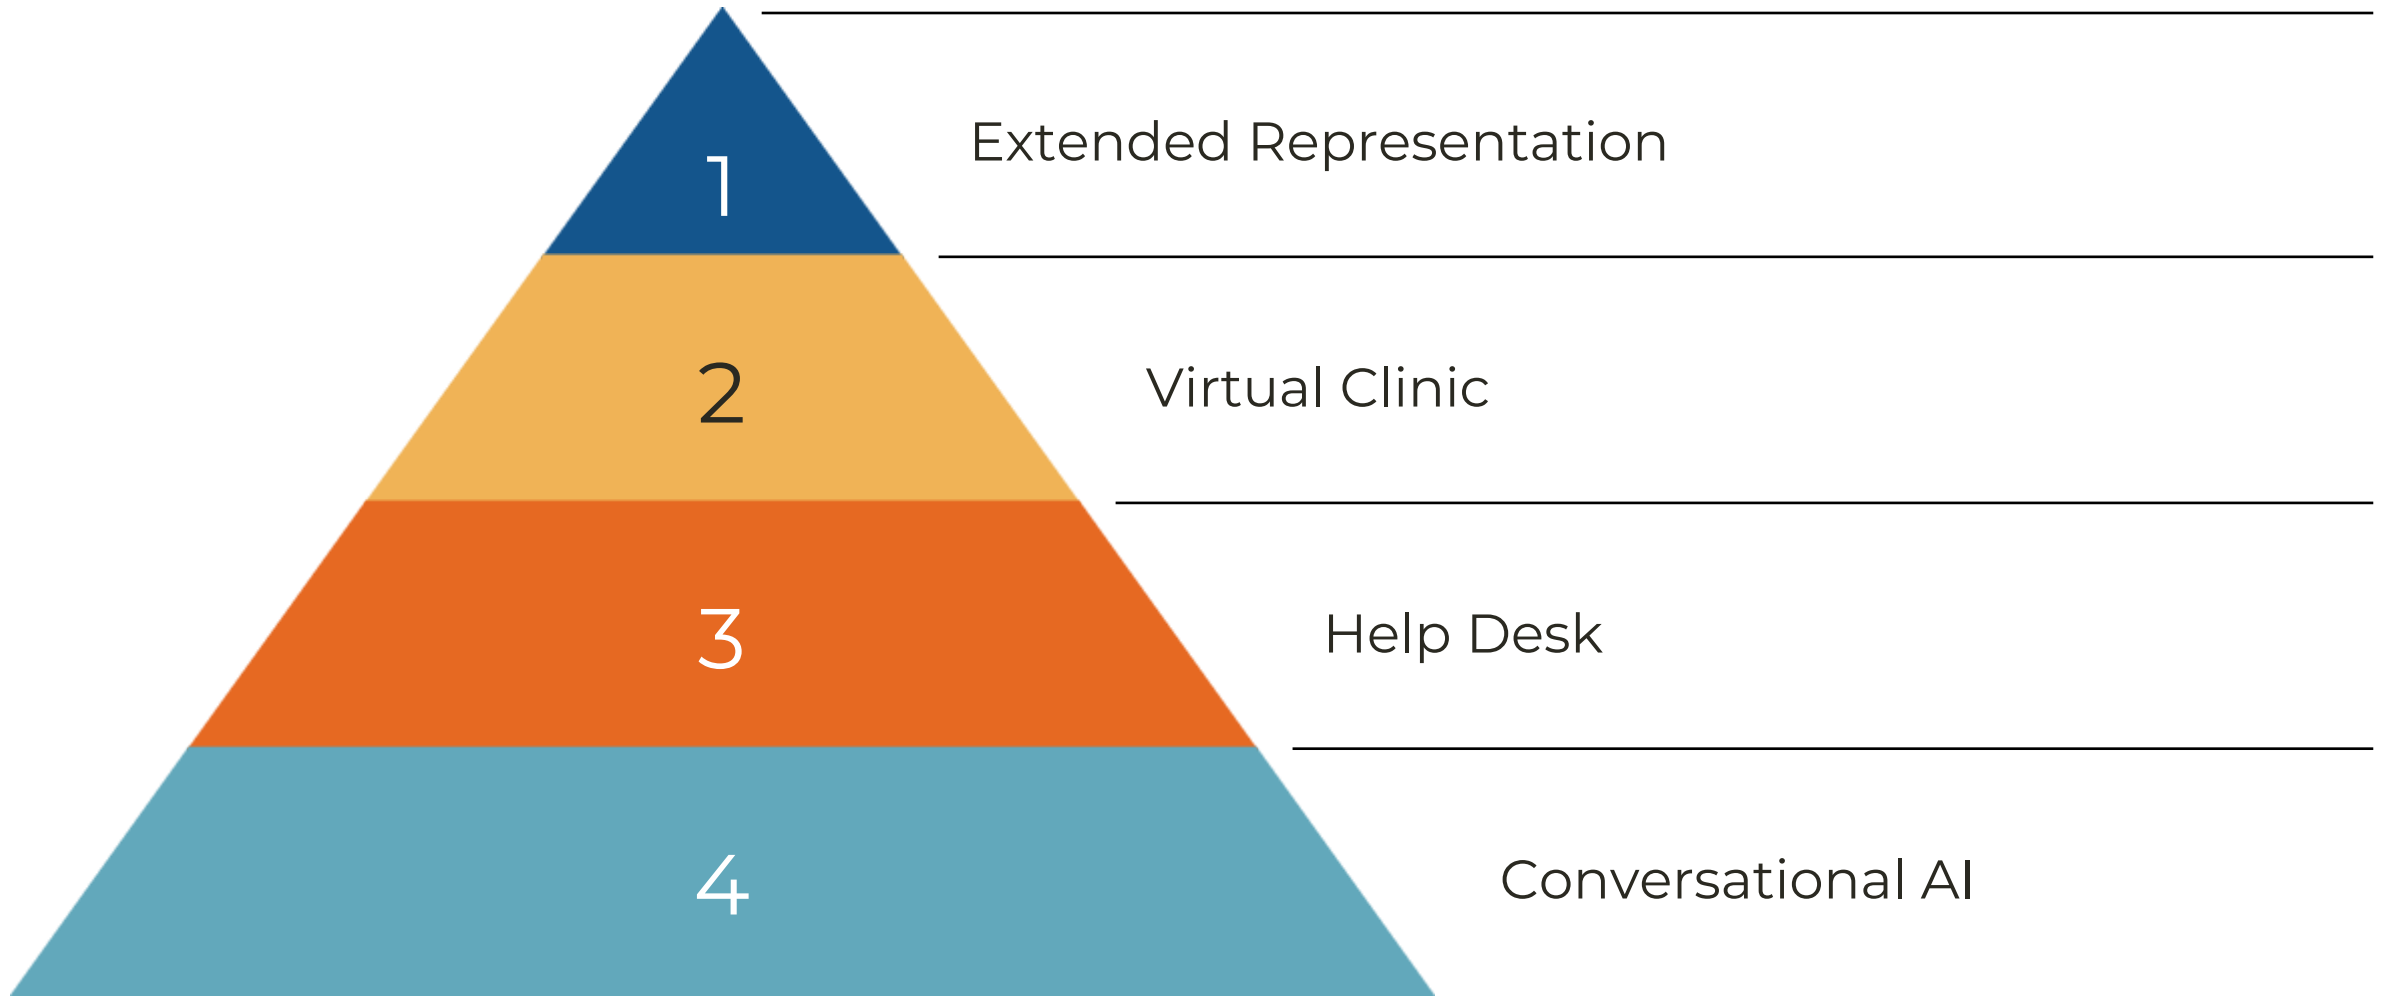 1
Extended Representation
2
Virtual Clinic
3
Help Desk
4
Conversational AI